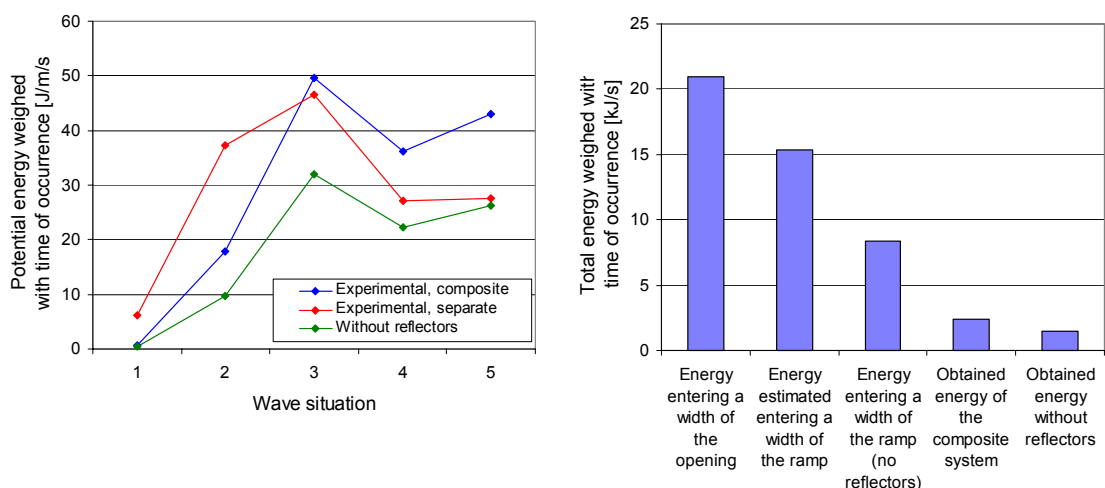 Potential energy weighed
with time of occurrence [J/m/s
60
50
40
30
20
10
0
1 2 3 4 5
Wave situation
Experimental, composite
Experimental, separate
Without reflectors
Total energy weighed with
time of occurrence [kJ/s]
25
20
15
10
5
0
Energy
entering a
width of
the
opening
Energy
estimated
entering a
width of
the ramp
Energy
entering a
width of
the ramp
(no
reflectors)
Obtained
energy of
the
composite
system
Obtained
energy
without
reflectors